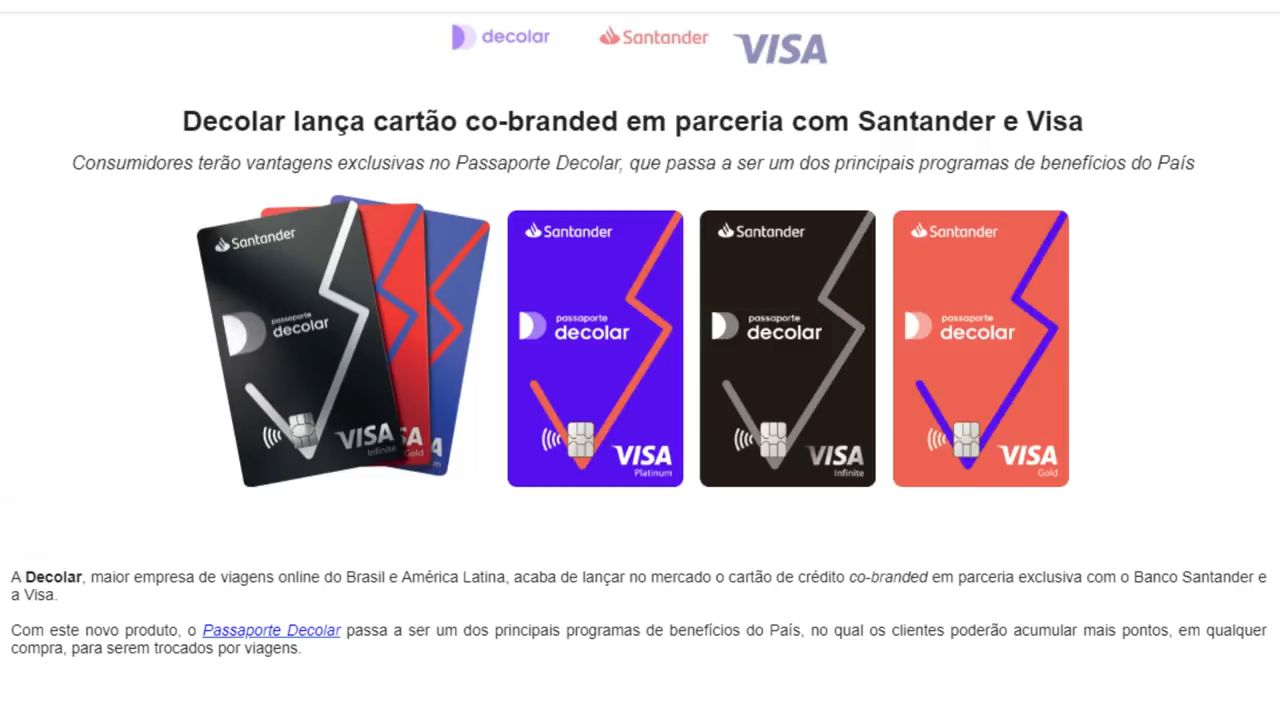 decolar Santander VISA
Decolar lança cartão co-branded em parceria com Santander e Visa
Consumidores terão vantagens exclusivas no Passaporte Decolar, que passa a ser um dos principais programas de benefícios do País
Santander
passaporte
decolar
VISA
Infinite
SA
Gold
A
m
Santander
passaporte
decolar
VISA
Platinum
Santander
passaporte
decolar
VISA
Infinite
Santander
passaporte
decolar
VISA
Gold
A Decolar, maior empresa de viagens online do Brasil e América Latina, acaba de lançar no mercado o cartão de crédito co-branded em parceria exclusiva com o Banco Santander e
a Visa.
Com este novo produto, o Passaporte Decolar passa a ser um dos principais programas de benefícios do País, no qual os clientes poderão acumular mais pontos, em qualquer
compra, para serem trocados por viagens.